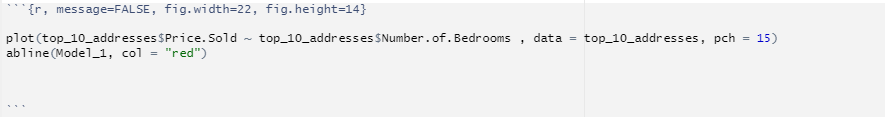 ```{r, message=FALSE, fig.width=22, fig.height=14}
plot(top_10_addresses$Price.Sold ~ top_10_addresses$Number.of.Bedrooms , data = top_10_addresses, pch = 15)
abline(Model_1, col = "red")
```